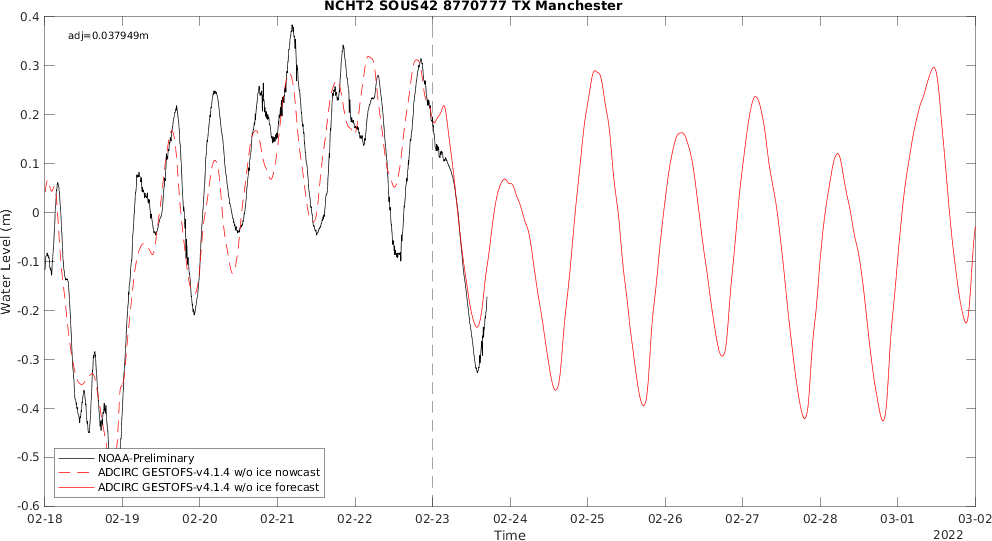 NCHT2 SOUS42 8770777 TX Manchester
adj=0.037949m
0.4
0.3
0.2
0.1
0
-0.1
-0.2
-0.3
-0.4
-0.5
-0.6
Water Level (m)
NOAA-Preliminary
ADCIRC GESTOFS-v4.1.4 w/o ice nowcast
ADCIRC GESTOFS-v4.1.4 w/o ice forecast
02-18 02-19 02-20 02-21 02-22 02-23 02-24 02-25 02-26 02-27 02-28 03-01 03-02
Time
2022